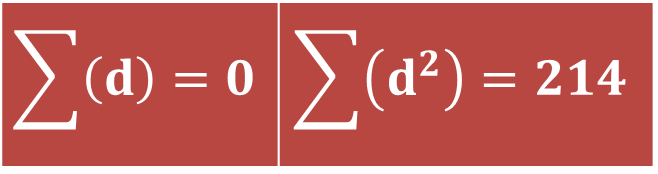 ∑(d) = 0
∑(d²) = 214